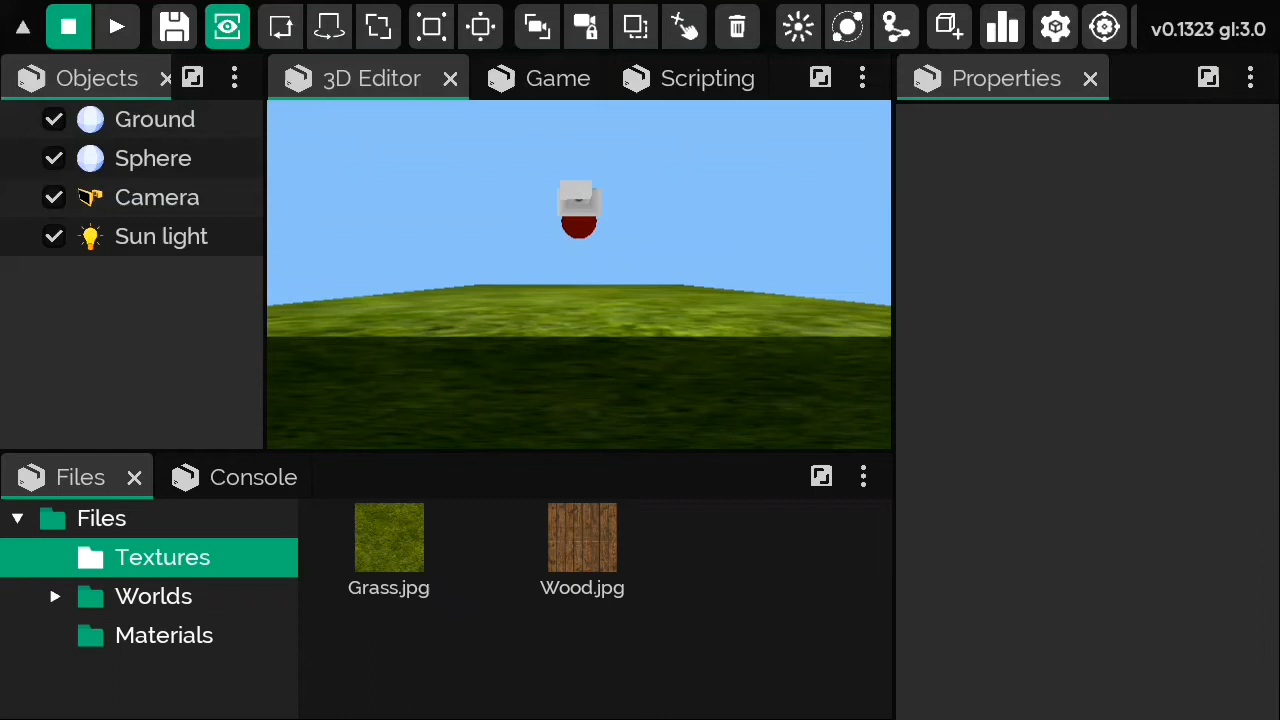 v0.1323 gl:3.0
Objects
3D Editor
Game
Scripting
Properties
Ground
Sphere
Camera
Sun light
Files
Console
Files
Textures
Worlds
Materials
Grass.jpg
Wood.jpg